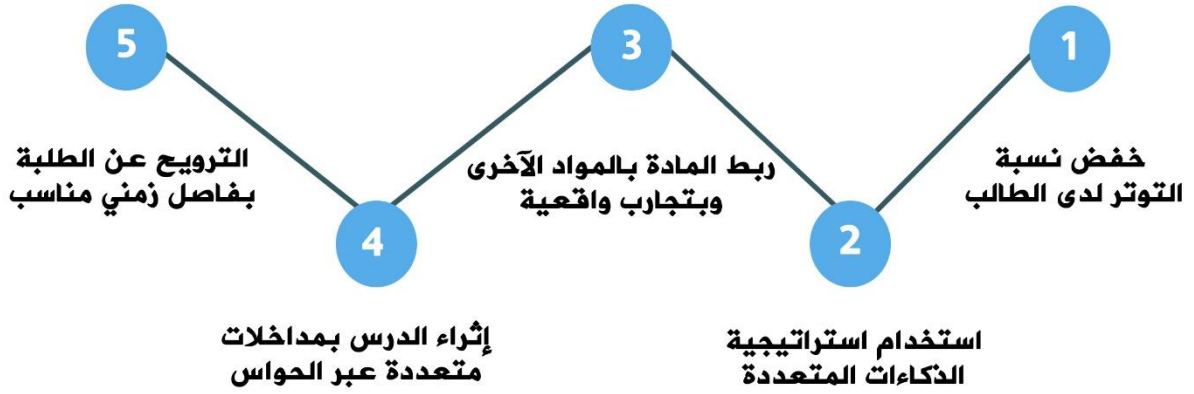 1
خفض نسبة
التوتر لدى الطالب
2
استخدام استراتيجية
الذكاءات المتعددة
3
ربط المادة بالمواد الآخرى
وبتجارب واقعية
4
إثراء الدرس بمداخلات
متعددة عبر الحواس
5
الترويح عن الطلبة
بفاصل زمني مناسب